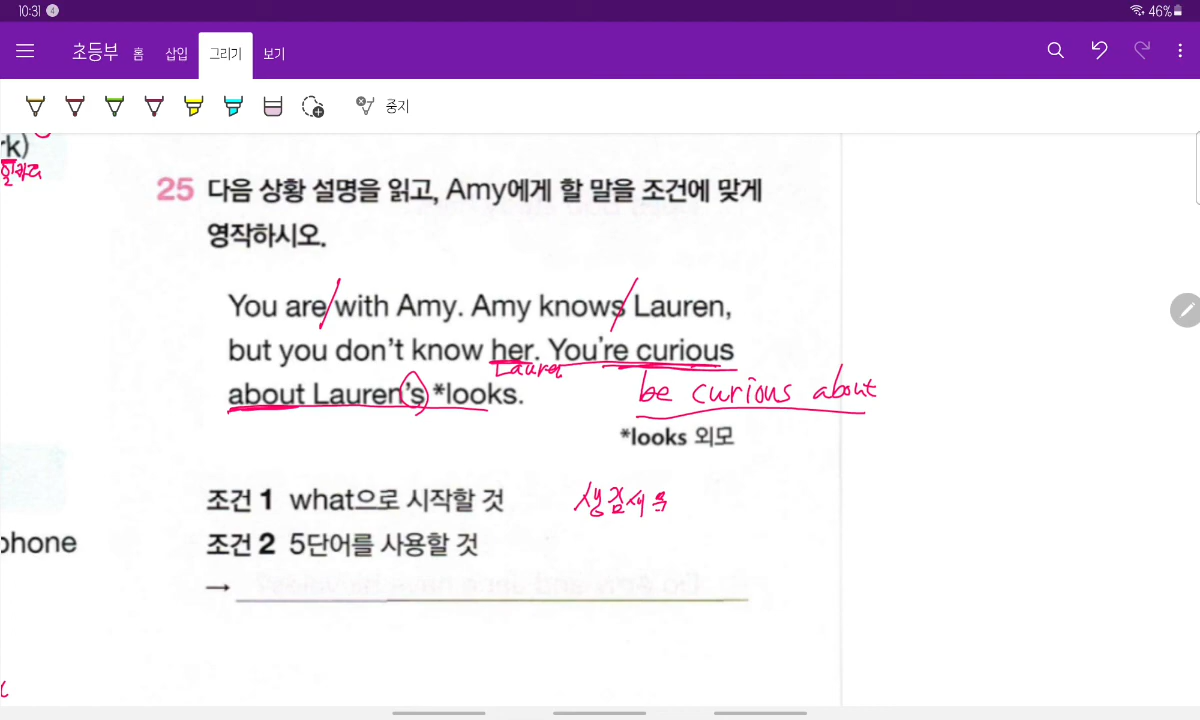 10:31 4 46%
초등부 홈 삽입 그리기 보기
중지
rk)
25 다음 상황 설명을 읽고, Amy에게 할 말을 조건에 맞게
영작하시오.
You are with Amy. Amy knows Lauren,
but you don't know her. You're curious
Lauren
about Lauren's *looks.
be curious about
*looks 외모
조건 1 what으로 시작할 것
생김새
조건 2 5단어를 사용할 것
phone
→